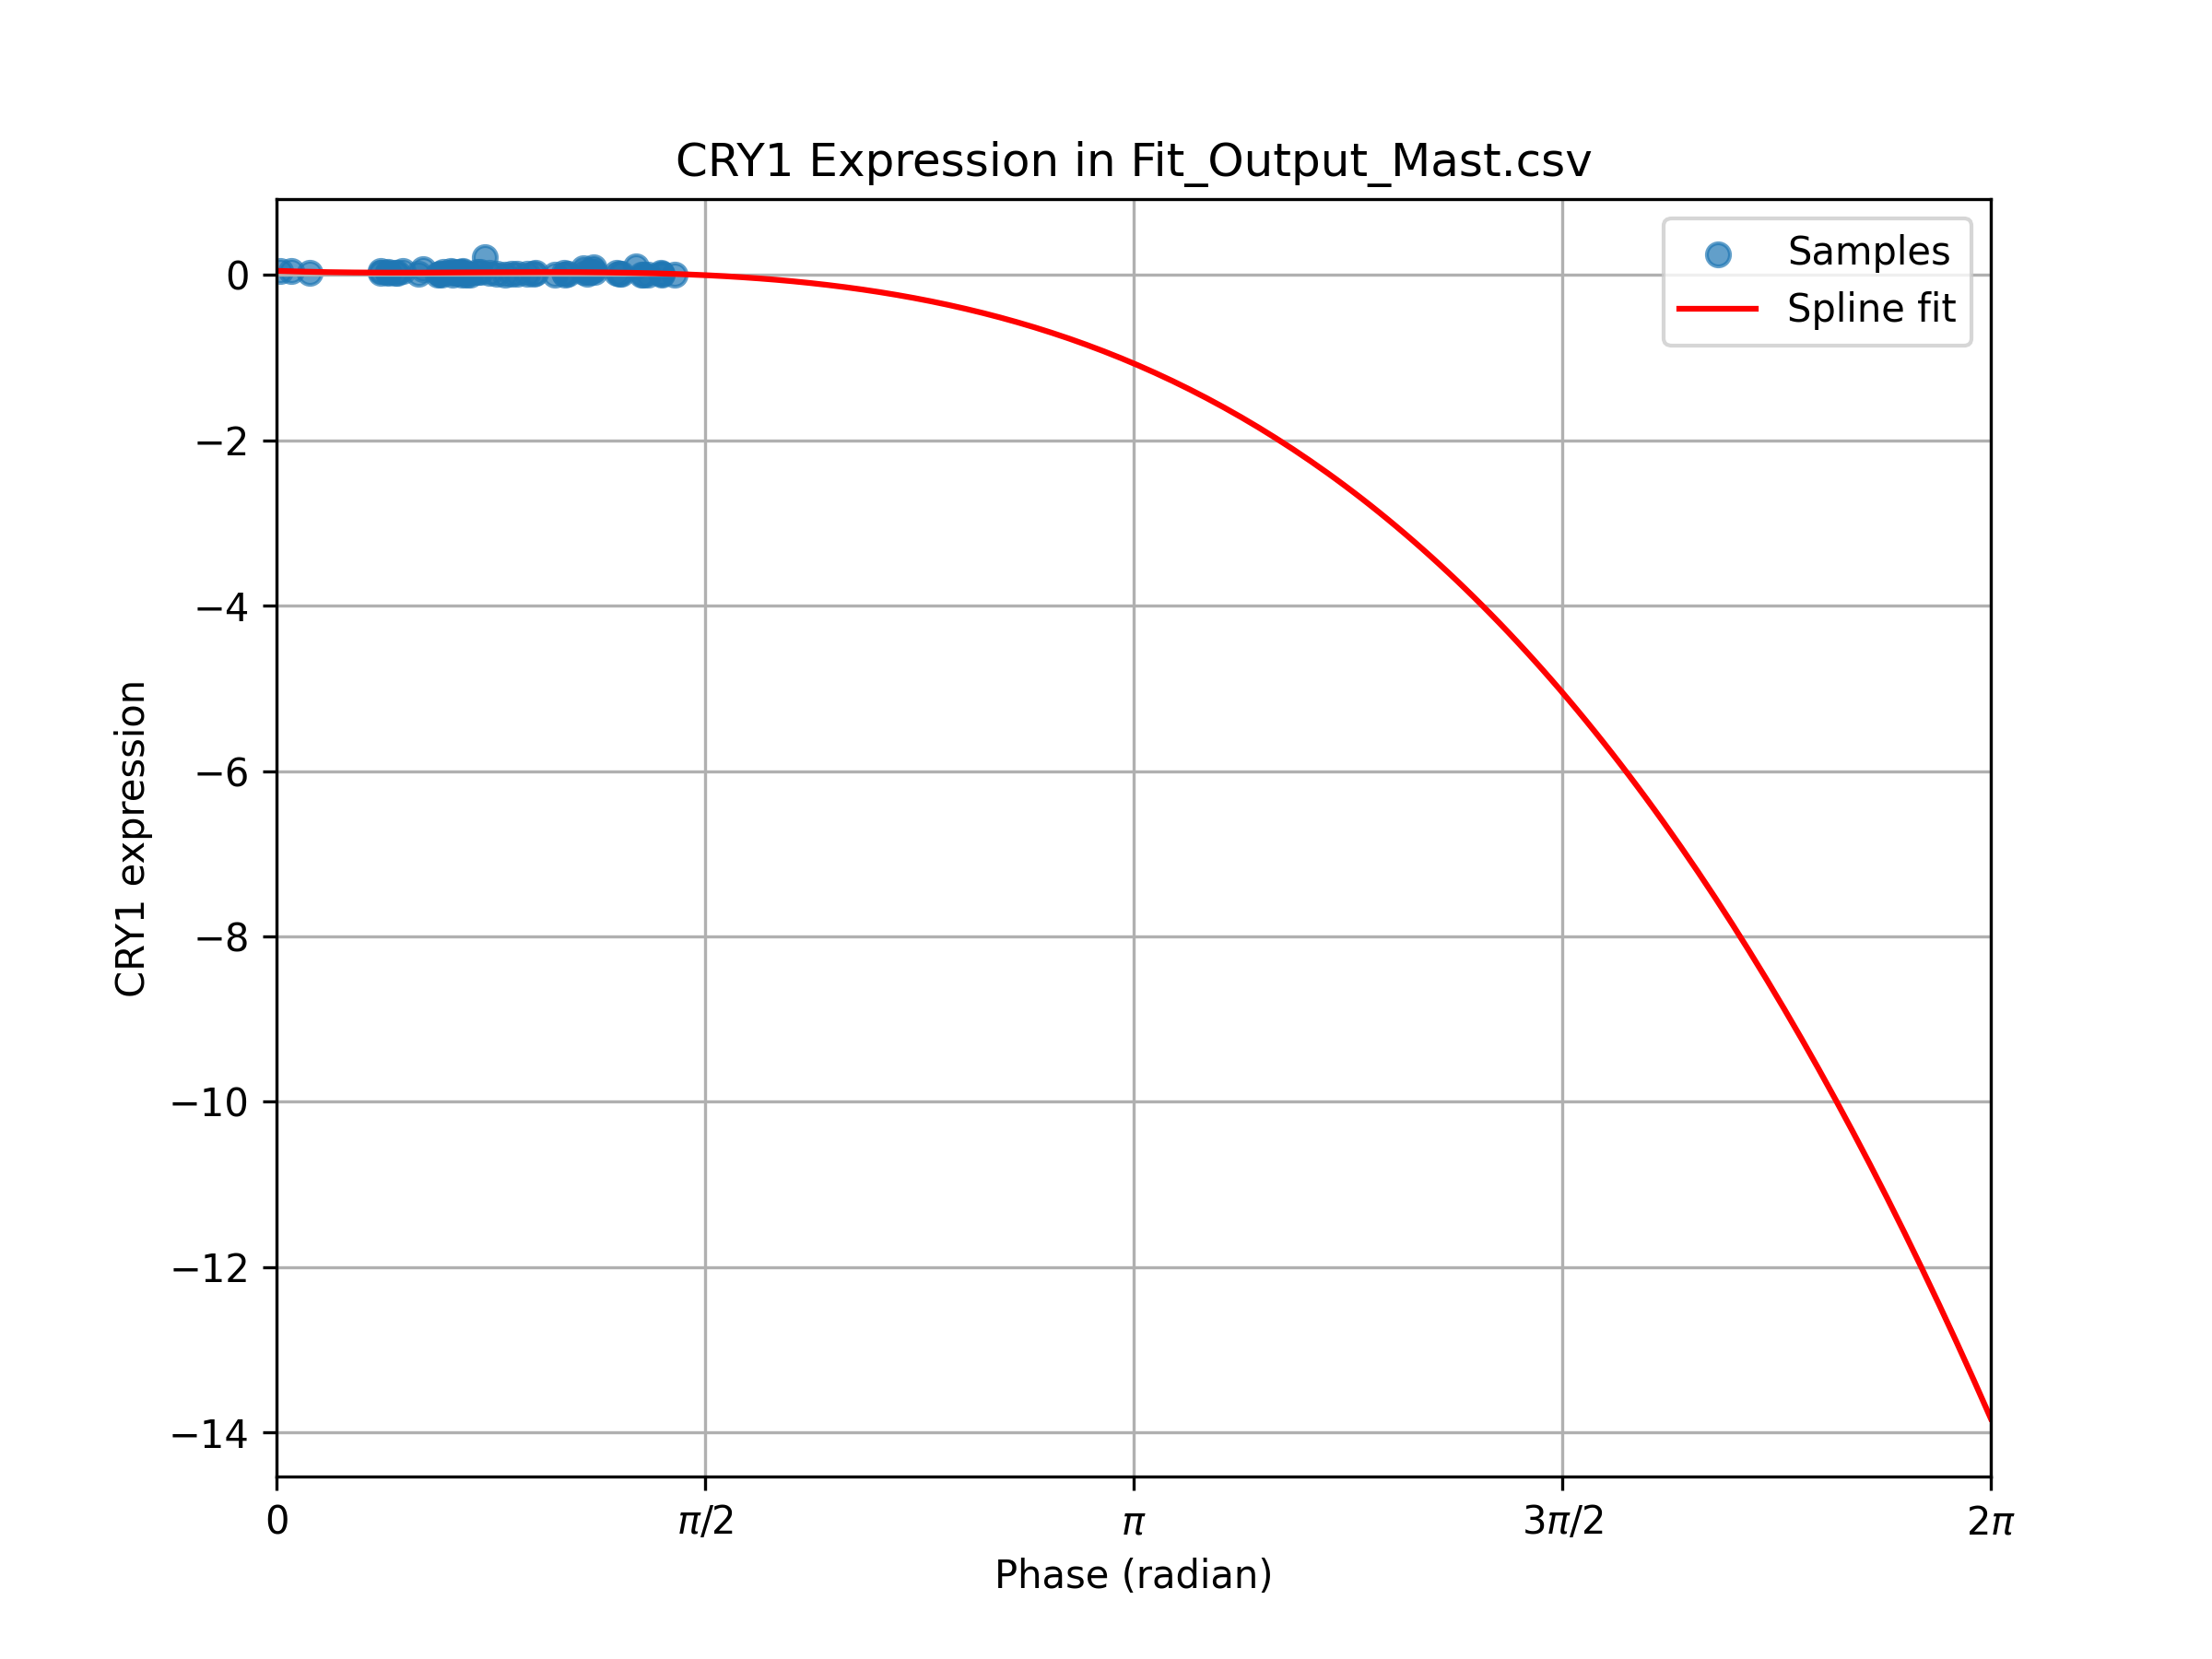 CRY1 Expression in Fit_Output_Mast.csv
Samples
Spline fit
0
−2
−4
−6
−8
−10
−12
−14
CRY1 expression
0
π/2
π
3π/2
2π
Phase (radian)